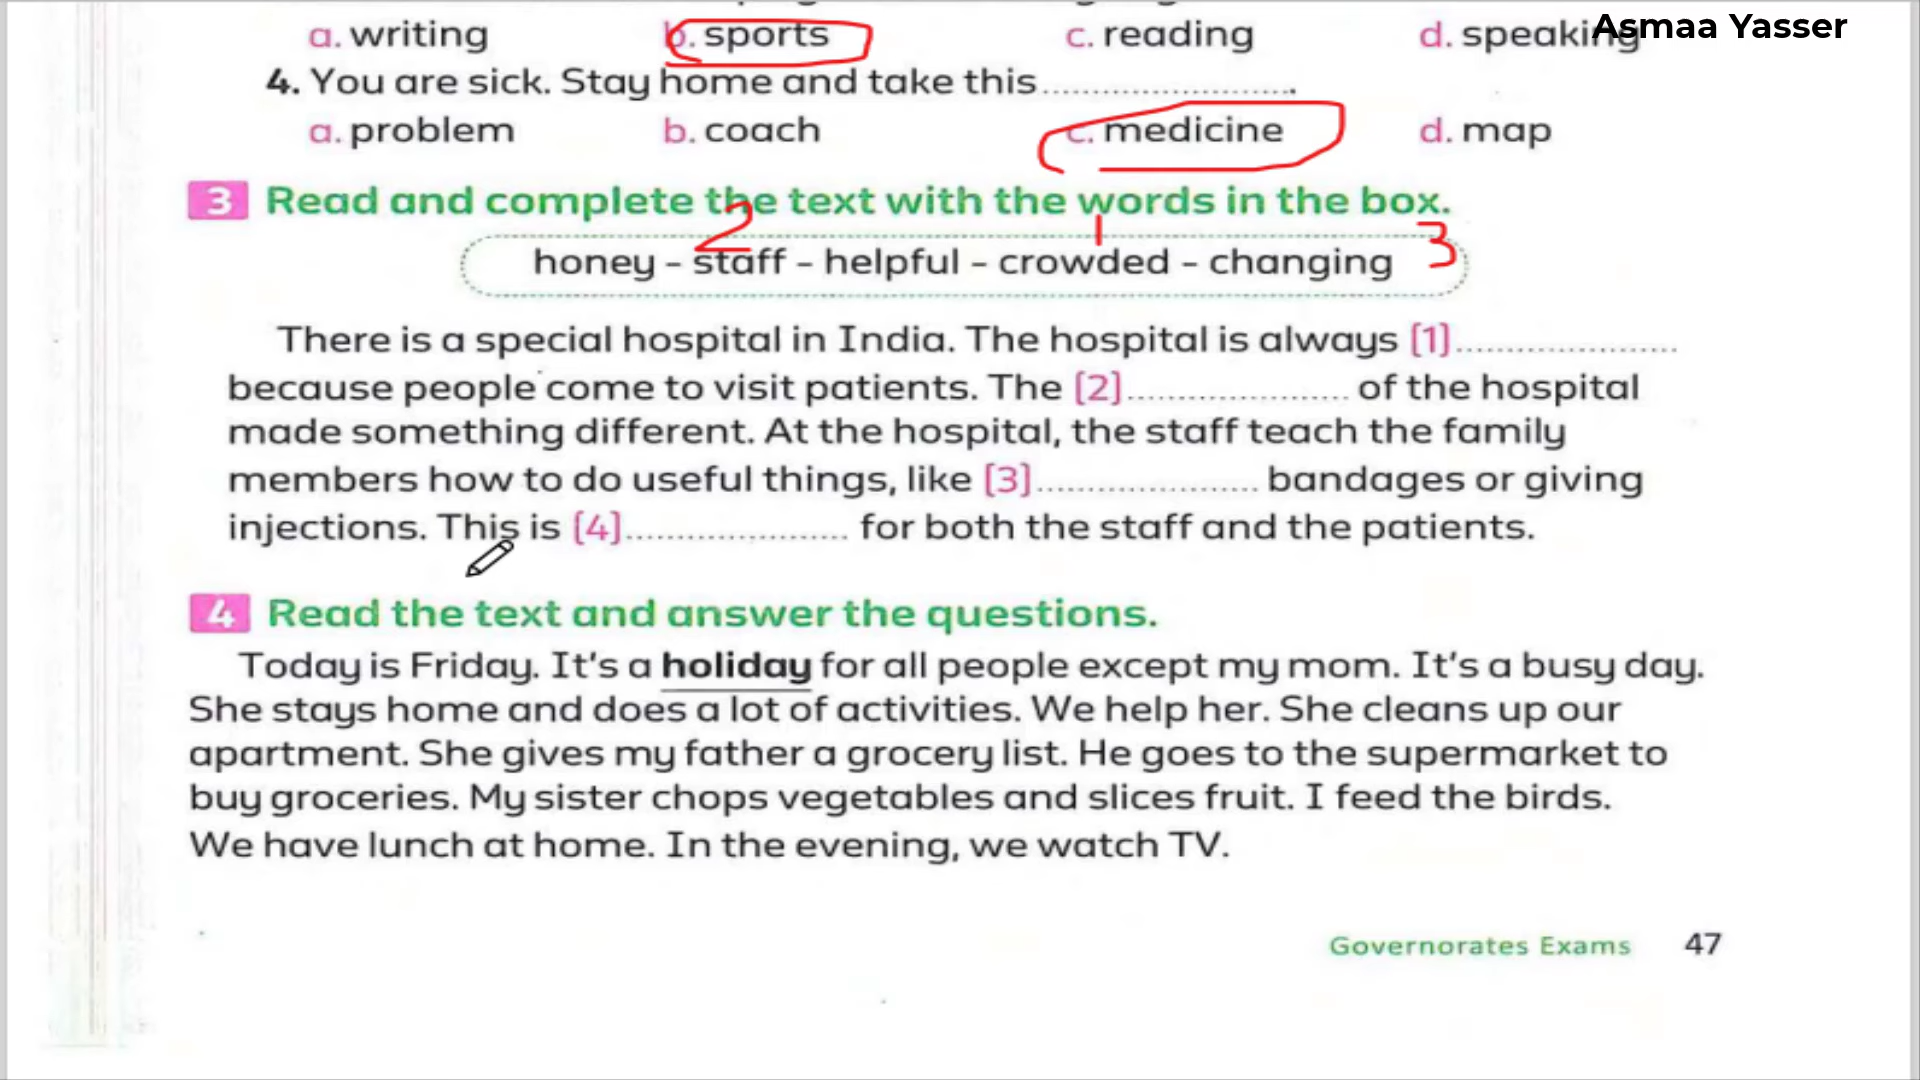 Asmaa Yasser
a. writing b. sports c. reading d. speaking
4. You are sick. Stay home and take this ........................
a. problem b. coach c. medicine d. map
3 Read and complete the text with the words in the box.
2 1 3
honey - staff - helpful - crowded - changing
There is a special hospital in India. The hospital is always [1] ......................
because people come to visit patients. The [2] ...................... of the hospital
made something different. At the hospital, the staff teach the family
members how to do useful things, like [3] ...................... bandages or giving
injections. This is [4] ...................... for both the staff and the patients.
4 Read the text and answer the questions.
Today is Friday. It's a holiday for all people except my mom. It's a busy day.
She stays home and does a lot of activities. We help her. She cleans up our
apartment. She gives my father a grocery list. He goes to the supermarket to
buy groceries. My sister chops vegetables and slices fruit. I feed the birds.
We have lunch at home. In the evening, we watch TV.
Governorates Exams 47